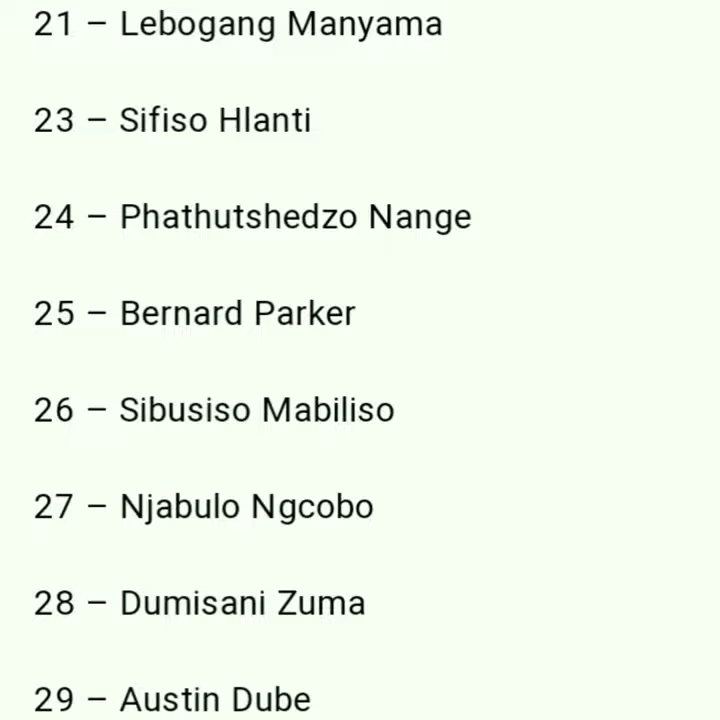 21 – Lebogang Manyama
23 – Sifiso Hlanti
24 – Phathutshedzo Nange
25 – Bernard Parker
26 – Sibusiso Mabiliso
27 – Njabulo Ngcobo
28 – Dumisani Zuma
29 – Austin Dube